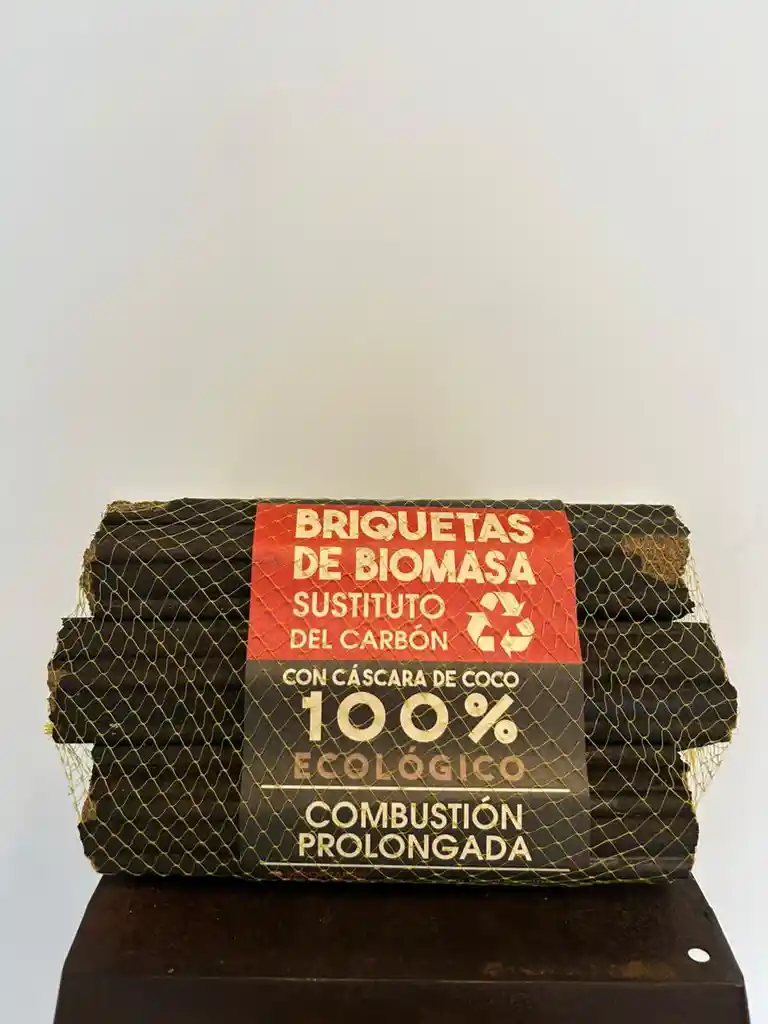 BRIQUETAS
DE BIOMASA
SUSTITUTO
DEL CARBÓN
CON CÁSCARA DE COCO
100%
ECOLÓGICO
COMBUSTIÓN
PROLONGADA